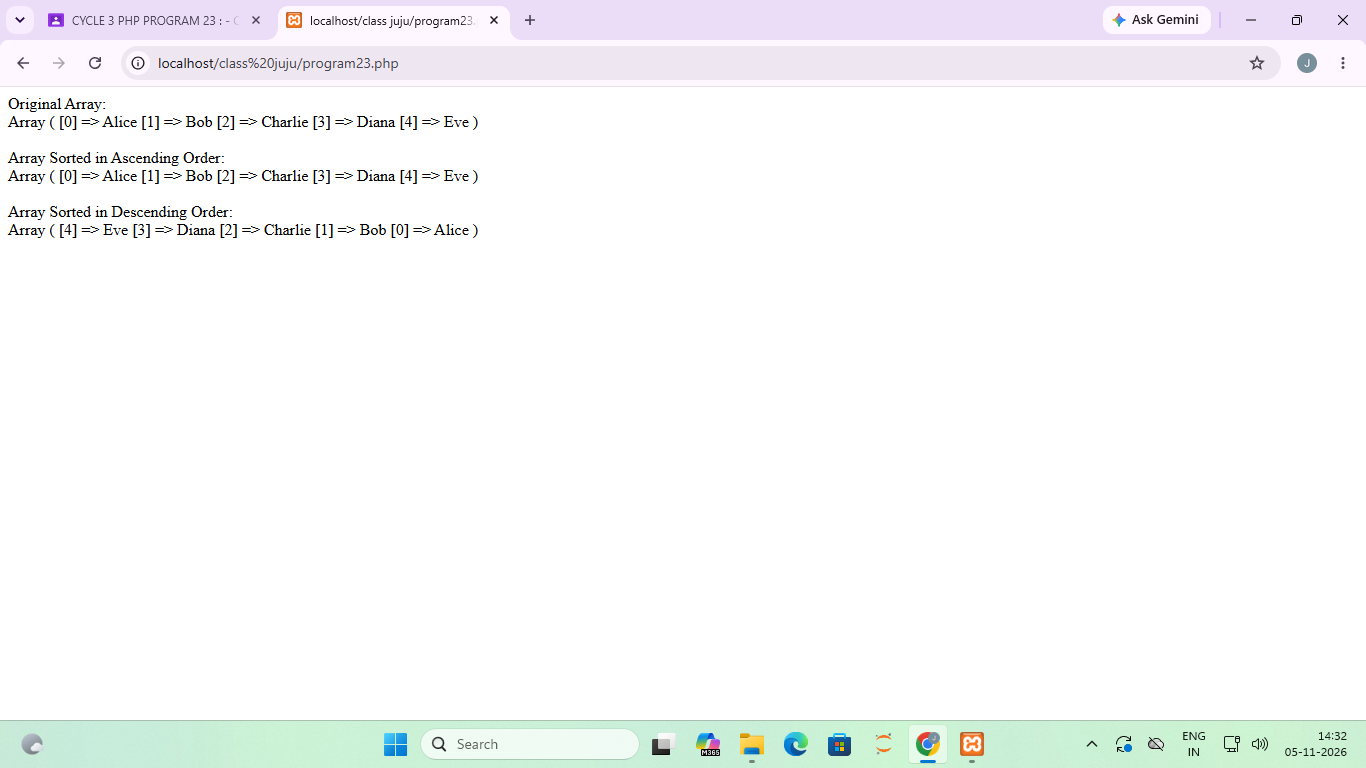 CYCLE 3 PHP PROGRAM 23 : -
localhost/class juju/program23.
Ask Gemini
localhost/class%20juju/program23.php
J
Original Array:
Array ( [0] => Alice [1] => Bob [2] => Charlie [3] => Diana [4] => Eve )
Array Sorted in Ascending Order:
Array ( [0] => Alice [1] => Bob [2] => Charlie [3] => Diana [4] => Eve )
Array Sorted in Descending Order:
Array ( [4] => Eve [3] => Diana [2] => Charlie [1] => Bob [0] => Alice )
Search
M365
ENG
IN
14:32
05-11-2026